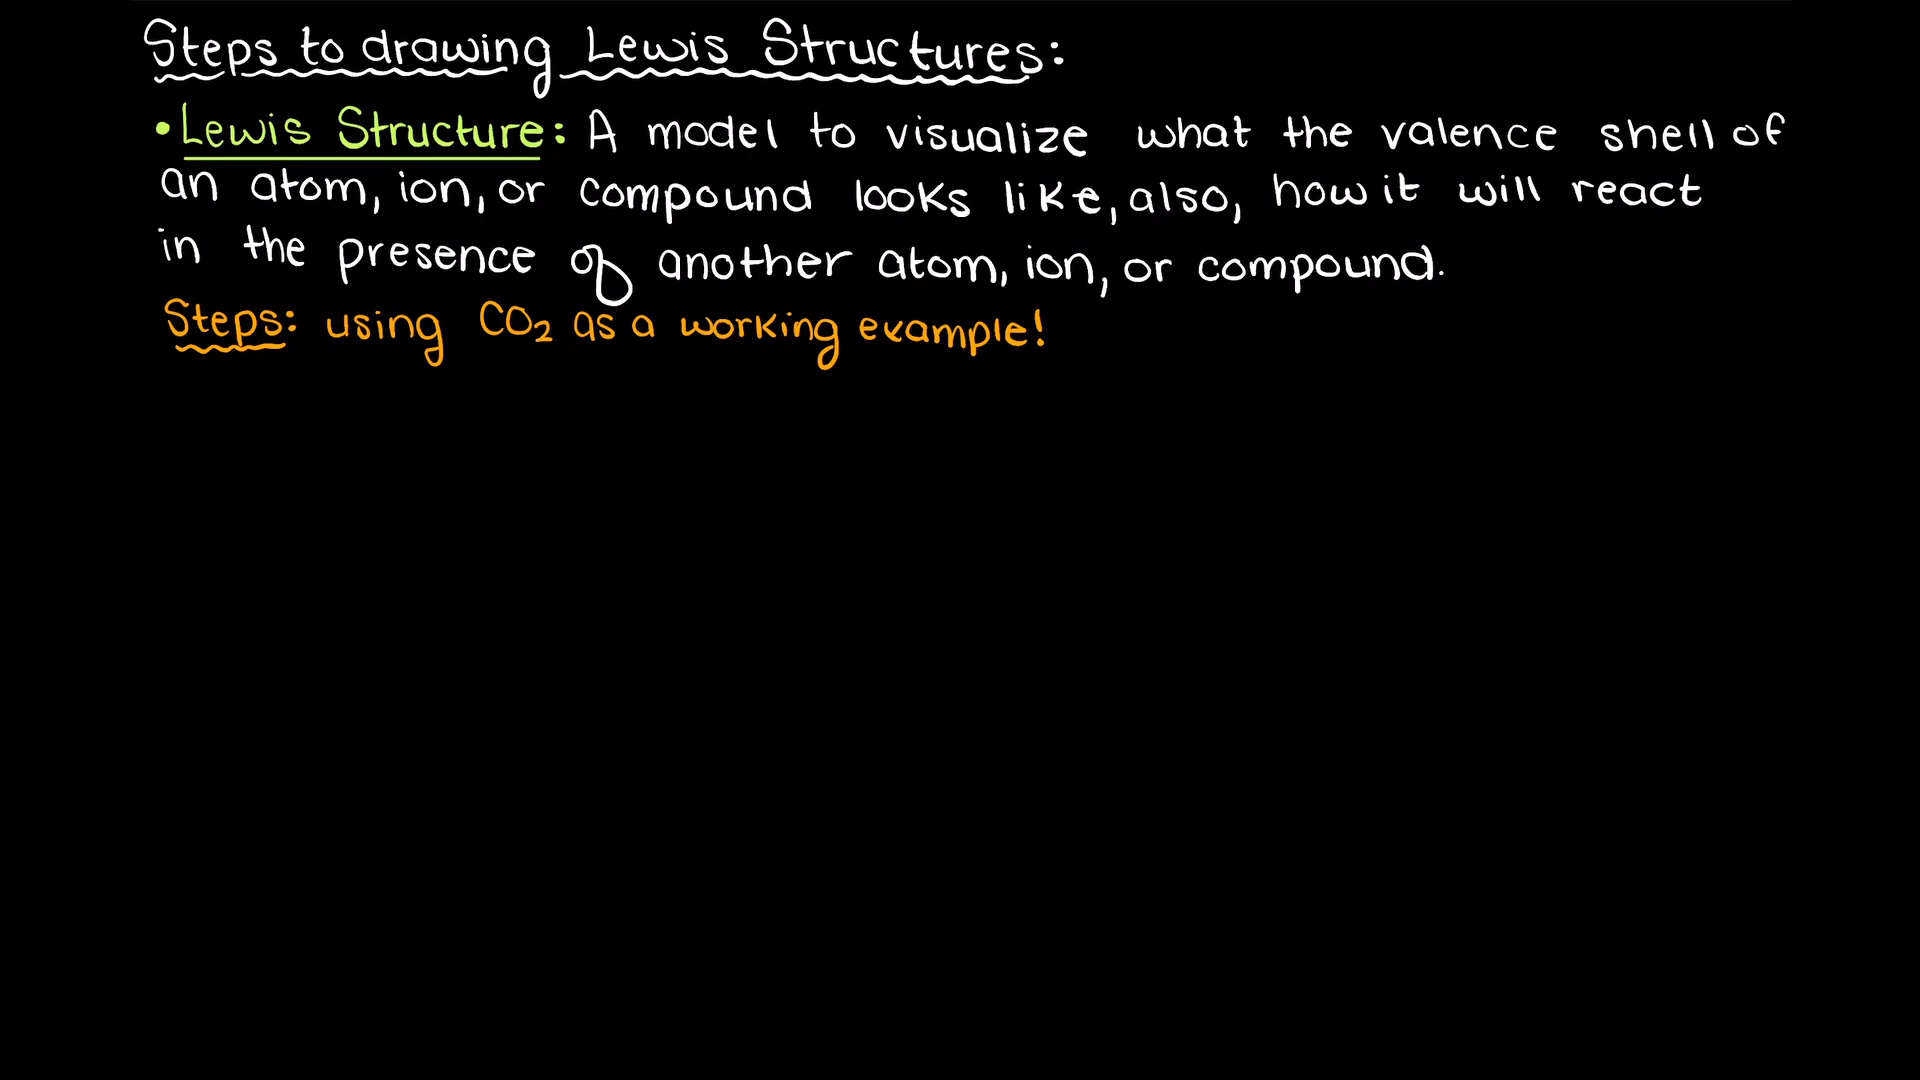 Steps to drawing Lewis Structures:
• Lewis Structure: A model to visualize what the valence shell of
an atom, ion, or compound looks like, also, how it will react
in the presence of another atom, ion, or compound.
Steps: using CO₂ as a working example!